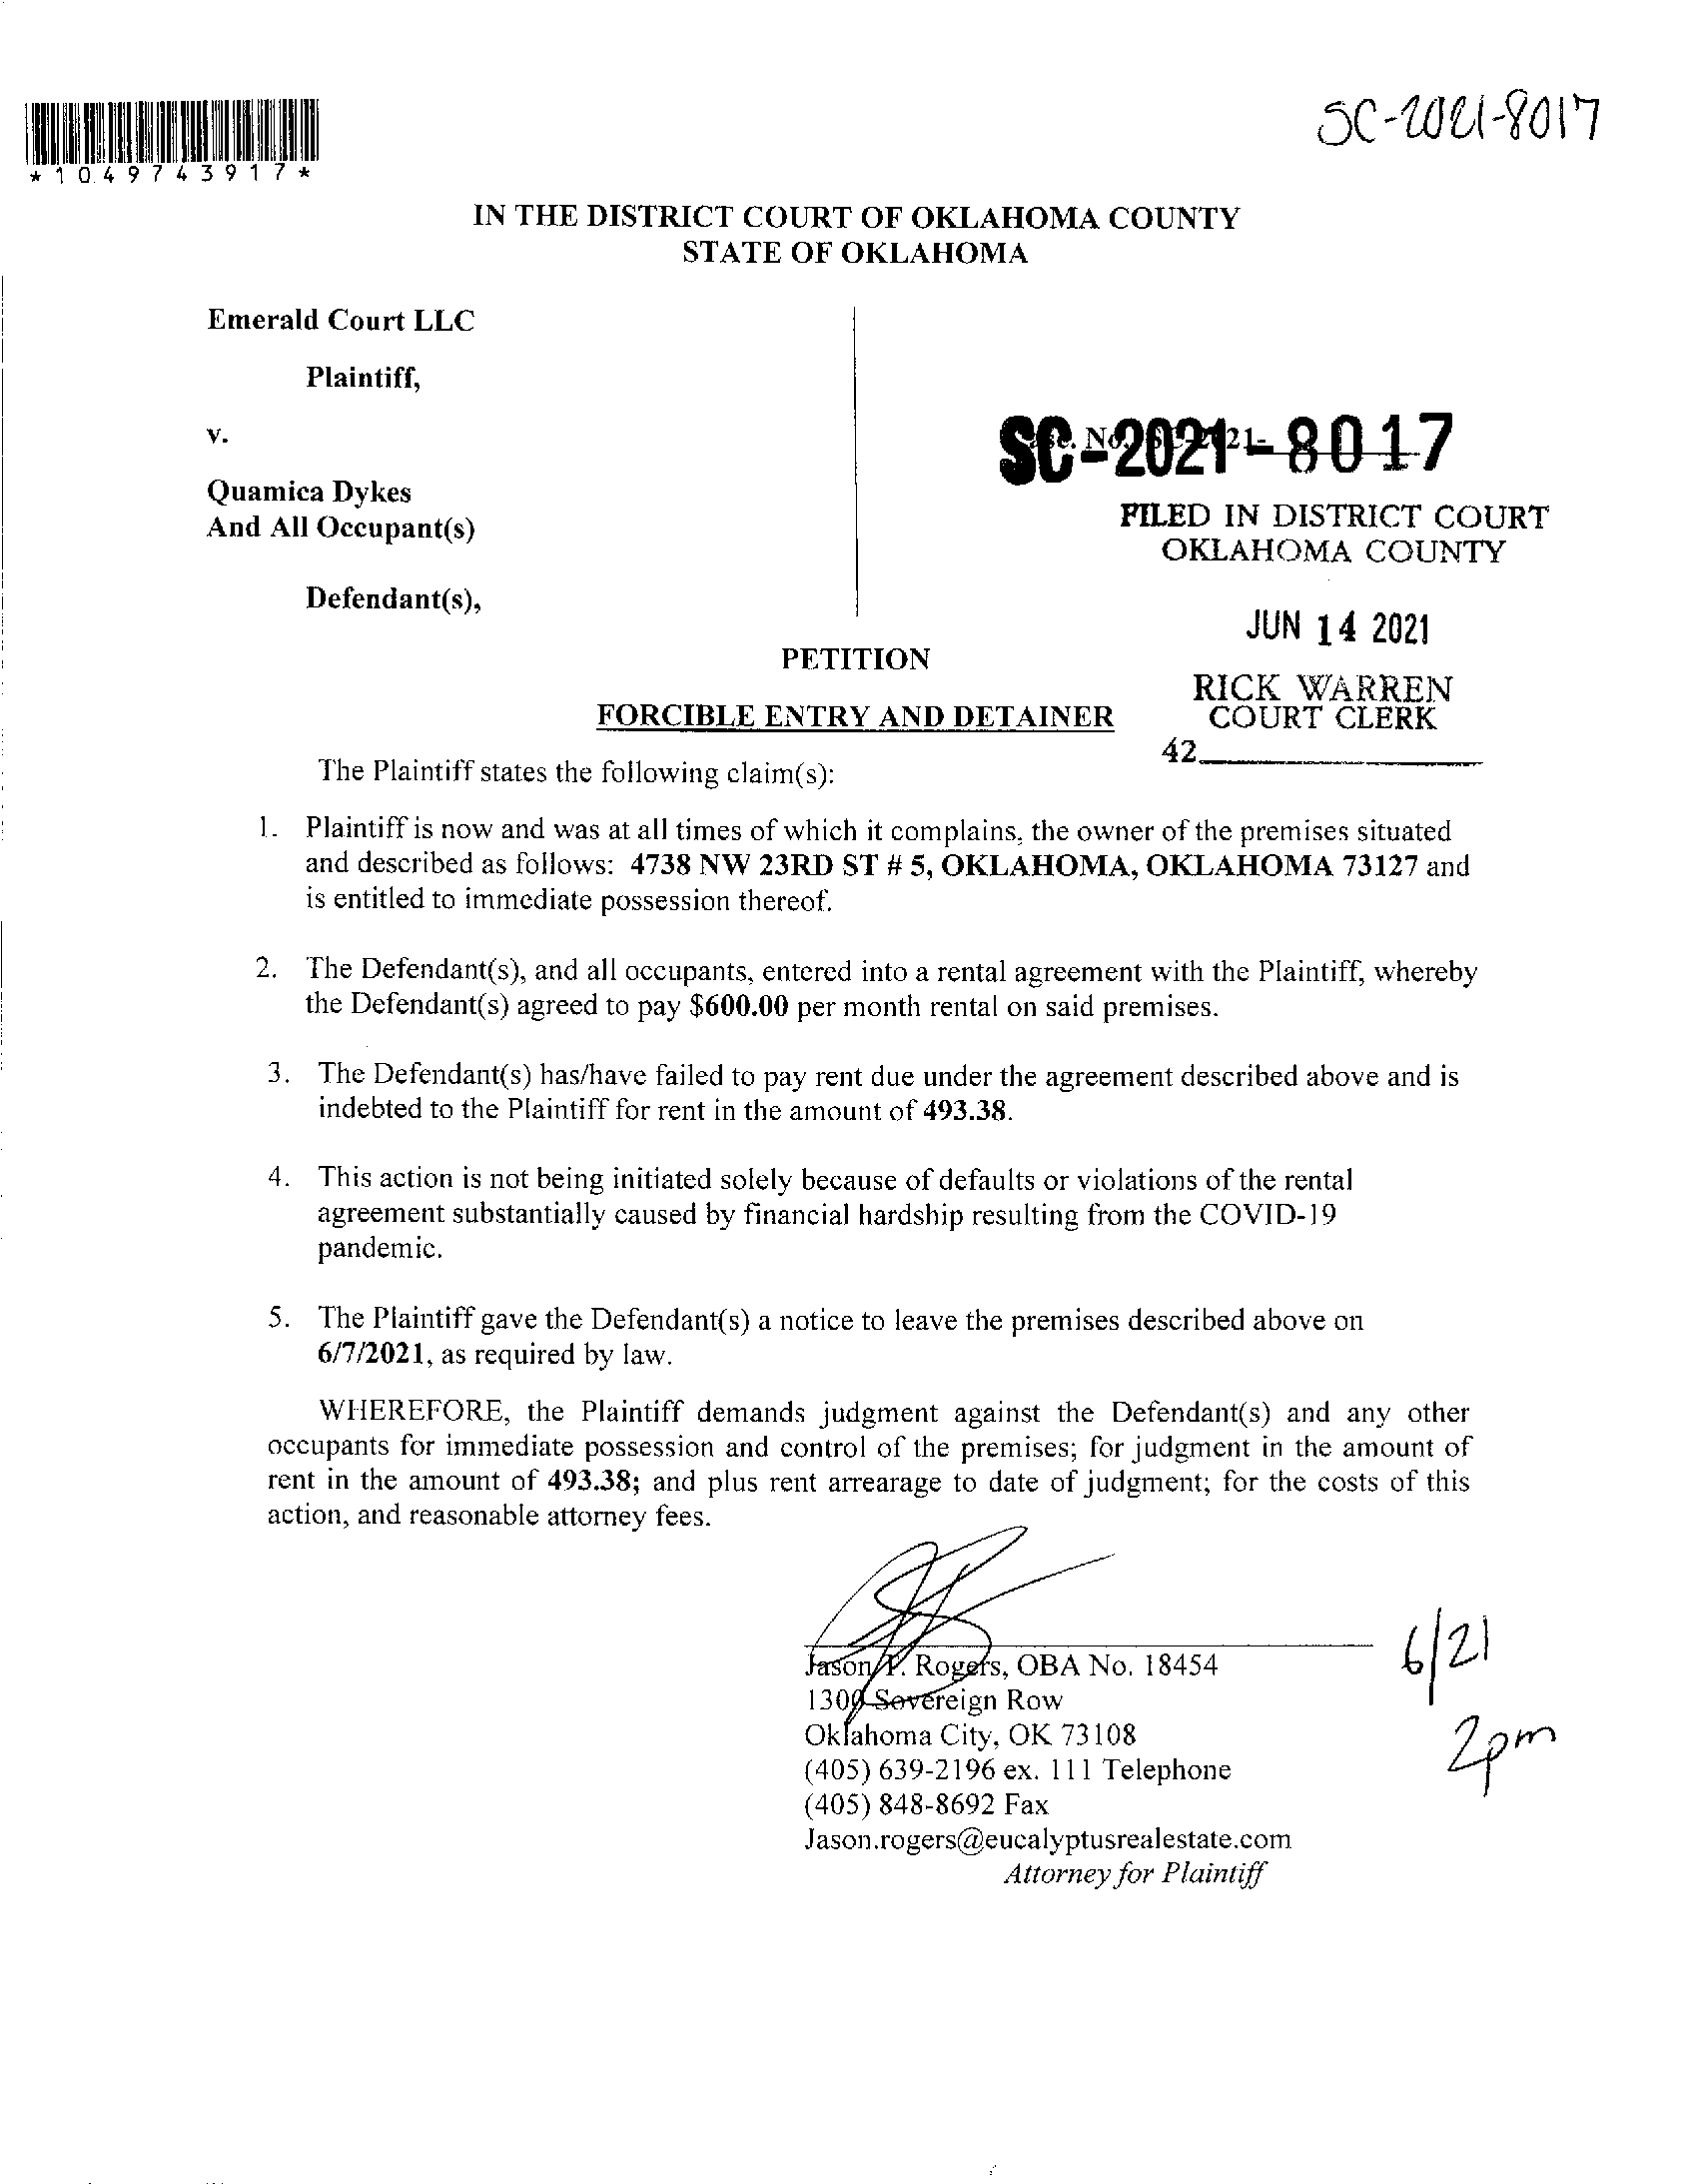 SC-2021-8017
*1049743917*
IN THE DISTRICT COURT OF OKLAHOMA COUNTY
STATE OF OKLAHOMA
Emerald Court LLC
Plaintiff,
v.
SC-2021-8017
Quamica Dykes
And All Occupant(s)
FILED IN DISTRICT COURT
OKLAHOMA COUNTY
Defendant(s),
JUN 14 2021
PETITION
RICK WARREN
COURT CLERK
FORCIBLE ENTRY AND DETAINER
42
The Plaintiff states the following claim(s):
1. Plaintiff is now and was at all times of which it complains, the owner of the premises situated
and described as follows: 4738 NW 23RD ST # 5, OKLAHOMA, OKLAHOMA 73127 and
is entitled to immediate possession thereof.
2. The Defendant(s), and all occupants, entered into a rental agreement with the Plaintiff, whereby
the Defendant(s) agreed to pay $600.00 per month rental on said premises.
3. The Defendant(s) has/have failed to pay rent due under the agreement described above and is
indebted to the Plaintiff for rent in the amount of 493.38.
4. This action is not being initiated solely because of defaults or violations of the rental
agreement substantially caused by financial hardship resulting from the COVID-19
pandemic.
5. The Plaintiff gave the Defendant(s) a notice to leave the premises described above on
6/7/2021, as required by law.
WHEREFORE, the Plaintiff demands judgment against the Defendant(s) and any other
occupants for immediate possession and control of the premises; for judgment in the amount of
rent in the amount of 493.38; and plus rent arrearage to date of judgment; for the costs of this
action, and reasonable attorney fees.
Jason P. Rogers, OBA No. 18454
1300 Sovereign Row
Oklahoma City, OK 73108
(405) 639-2196 ex. 111 Telephone
(405) 848-8692 Fax
Jason.rogers@eucalyptusrealestate.com
Attorney for Plaintiff
6/21
2pm